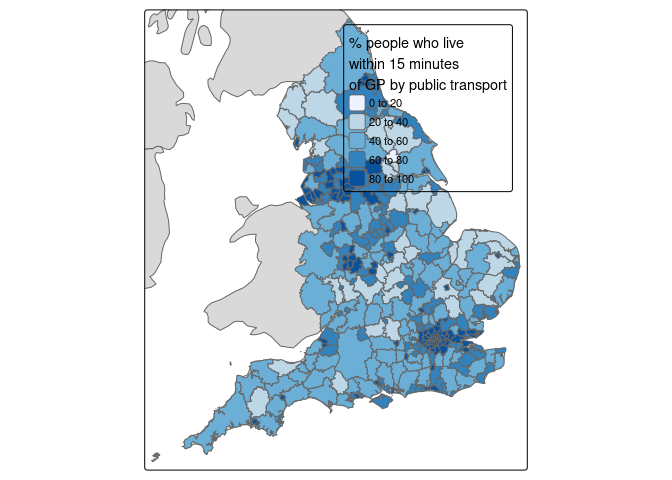 % people who live
within 15 minutes
of GP by public transport
0 to 20
20 to 40
40 to 60
60 to 80
80 to 100